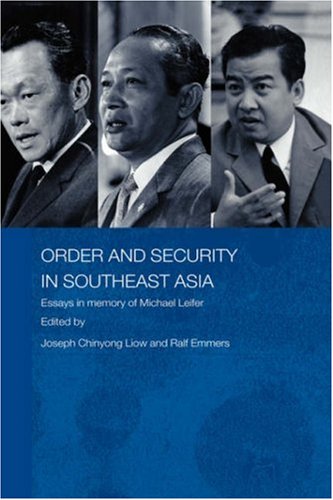 ORDER AND SECURITY
IN SOUTHEAST ASIA
Essays in memory of Michael Leifer
Edited by
Joseph Chinyong Liow and Ralf Emmers